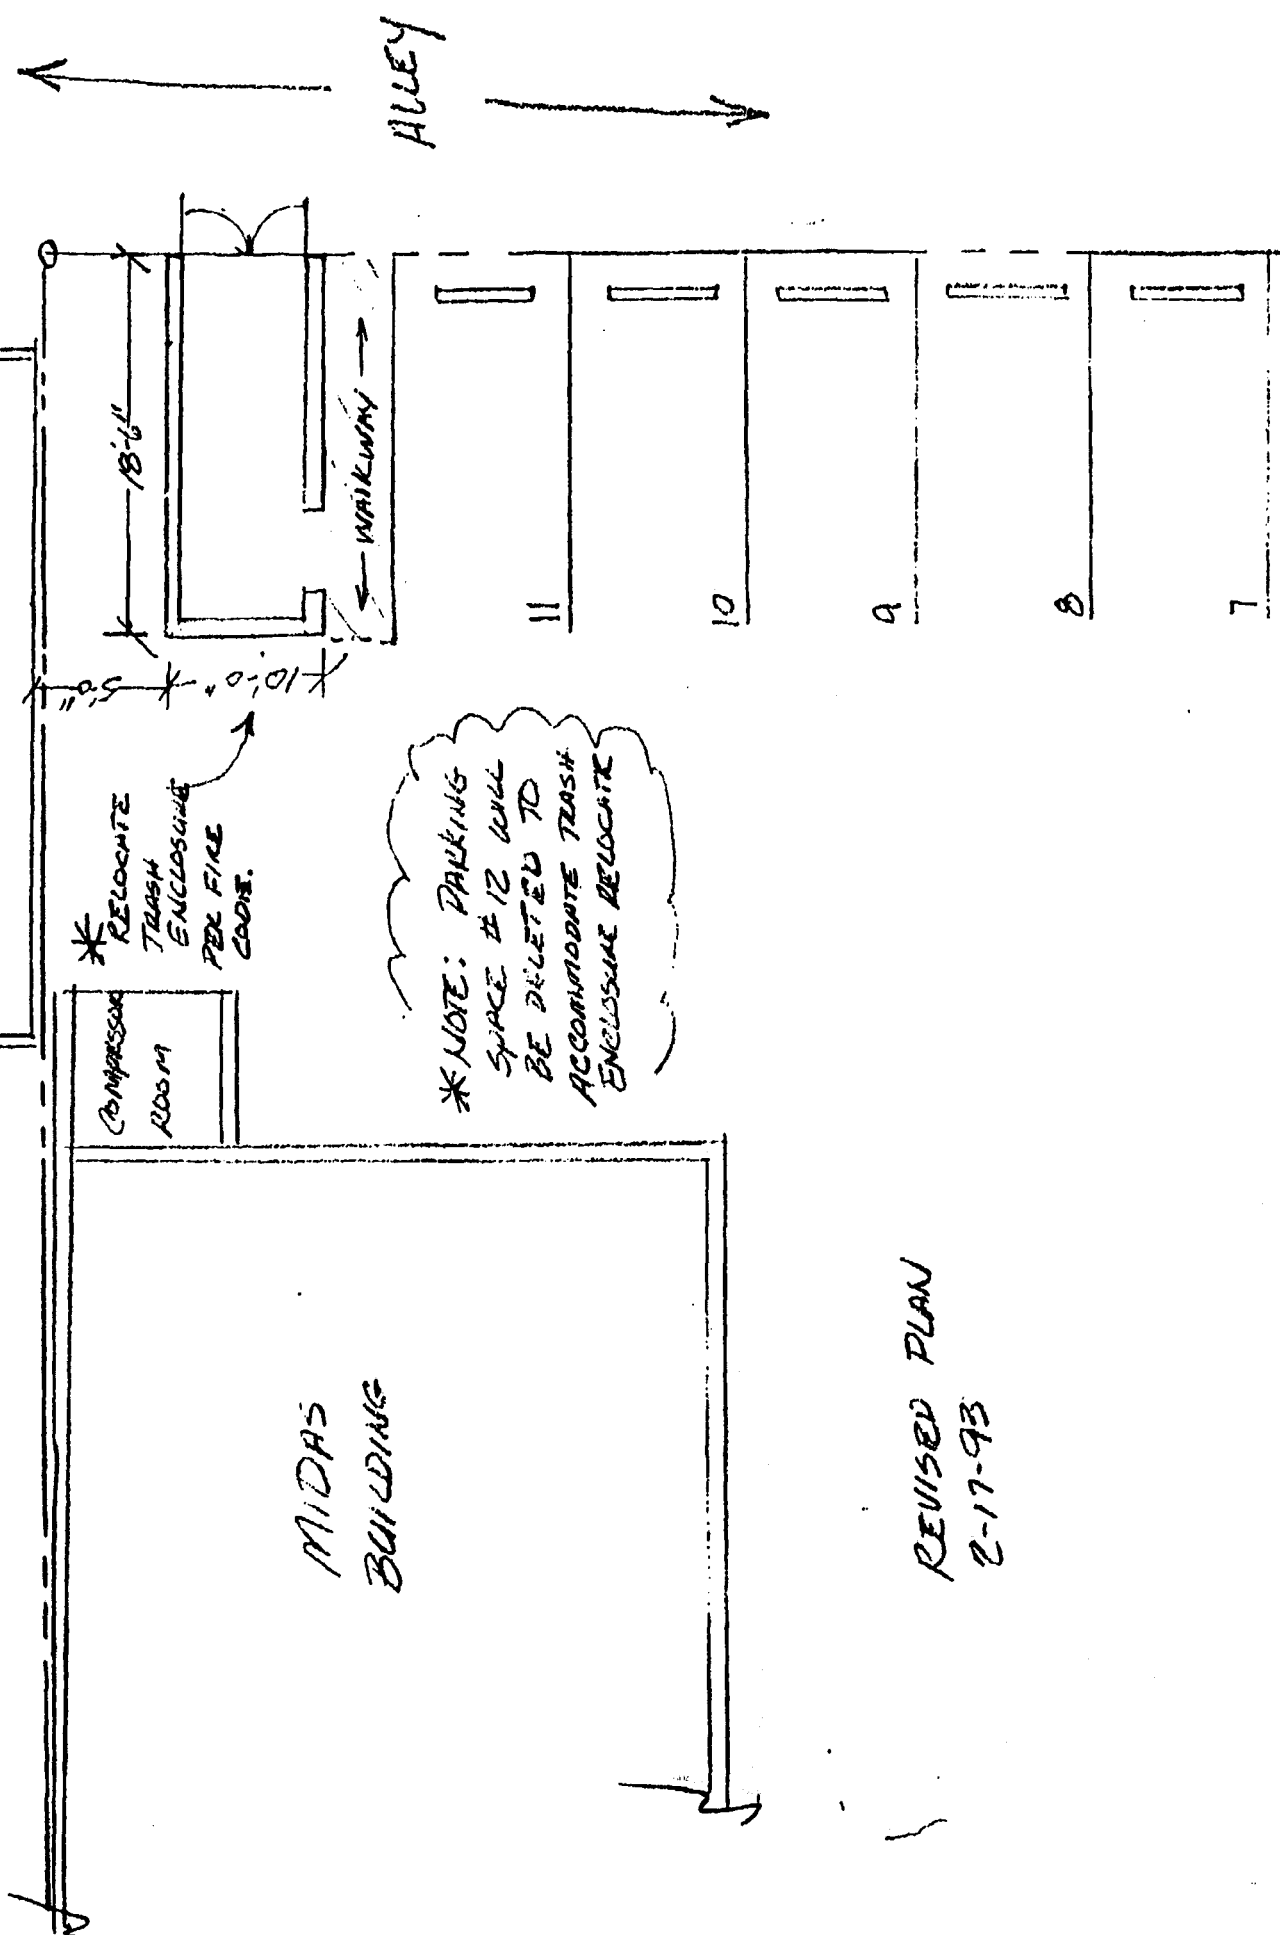 ALLEY
18'-6"
5'-0"
10'-0"
← WALKWAY →
* RELOCATE
TRASH
ENCLOSURE
PER FIRE
CODE.
COMPRESSOR
ROOM
* NOTE: PARKING
SPACE #12 WILL
BE DELETED TO
ACCOMMODATE TRASH
ENCLOSURE RELOCATE
11
10
9
8
7
MIDAS
BUILDING
REVISED PLAN
2-17-93